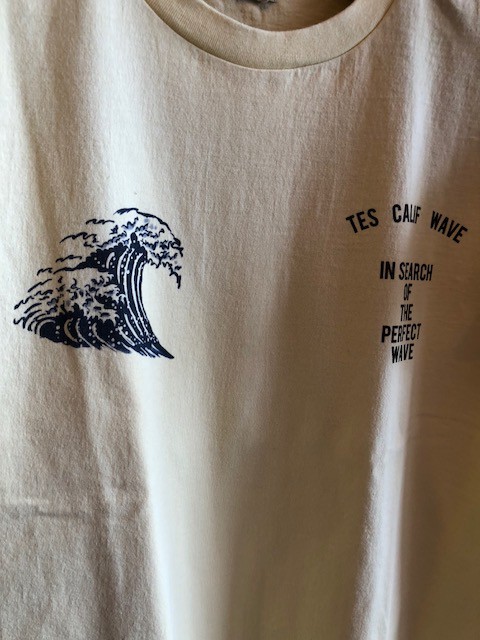 TES CALIF WAVE
IN SEARCH
OF
THE
PERFECT
WAVE